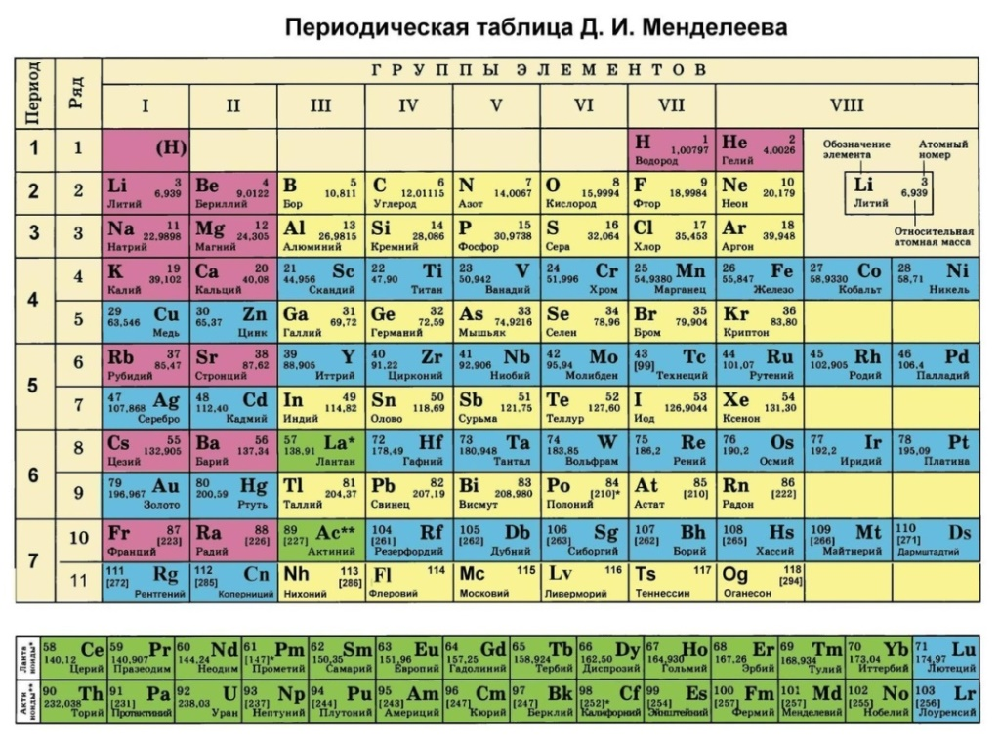 Периодическая таблица Д. И. Менделеева
Период Ряд ГРУППЫ ЭЛЕМЕНТОВ
I II III IV V VI VII VIII
1 1 (H) H 1 1,00797 Водород He 2 4,0026 Гелий
Обозначение элемента Атомный номер
Li 3 6,939 Литий
Относительная атомная масса
2 2 Li 3 6,939 Литий Be 4 9,0122 Бериллий B 5 10,811 Бор C 6 12,01115 Углерод N 7 14,0067 Азот O 8 15,9994 Кислород F 9 18,9984 Фтор Ne 10 20,179 Неон
3 3 Na 11 22,9898 Натрий Mg 12 24,305 Магний Al 13 26,9815 Алюминий Si 14 28,086 Кремний P 15 30,9738 Фосфор S 16 32,064 Сера Cl 17 35,453 Хлор Ar 18 39,948 Аргон
4 4 K 19 39,102 Калий Ca 20 40,08 Кальций 21 Sc 44,956 Скандий 22 Ti 47,90 Титан 23 V 50,942 Ванадий 24 Cr 51,996 Хром 25 Mn 54,9380 Марганец 26 Fe 55,847 Железо 27 Co 58,9330 Кобальт 28 Ni 58,71 Никель
5 29 Cu 63,546 Медь 30 Zn 65,37 Цинк Ga 31 69,72 Галлий Ge 32 72,59 Германий As 33 74,9216 Мышьяк Se 34 78,96 Селен Br 35 79,904 Бром Kr 36 83,80 Криптон
5 6 Rb 37 85,47 Рубидий Sr 38 87,62 Стронций 39 Y 88,905 Иттрий 40 Zr 91,22 Цирконий 41 Nb 92,906 Ниобий 42 Mo 95,94 Молибден 43 Tc [99] Технеций 44 Ru 101,07 Рутений 45 Rh 102,905 Родий 46 Pd 106,4 Палладий
7 47 Ag 107,868 Серебро 48 Cd 112,40 Кадмий In 49 114,82 Индий Sn 50 118,69 Олово Sb 51 121,75 Сурьма Te 52 127,60 Теллур I 53 126,9044 Иод Xe 54 131,30 Ксенон
6 8 Cs 55 132,905 Цезий Ba 56 137,34 Барий 57 La* 138,91 Лантан 72 Hf 178,49 Гафний 73 Ta 180,948 Тантал 74 W 183,85 Вольфрам 75 Re 186,2 Рений 76 Os 190,2 Осмий 77 Ir 192,2 Иридий 78 Pt 195,09 Платина
9 79 Au 196,967 Золото 80 Hg 200,59 Ртуть Tl 81 204,37 Таллий Pb 82 207,19 Свинец Bi 83 208,980 Висмут Po 84 [210]* Полоний At 85 [210] Астат Rn 86 [222] Радон
7 10 Fr 87 [223] Франций Ra 88 [226] Радий 89 Ac** [227] Актиний 104 Rf [261] Резерфордий 105 Db [262] Дубний 106 Sg [263] Сиборгий 107 Bh [262] Борий 108 Hs [265] Хассий 109 Mt [266] Майтнерий 110 Ds [271] Дармштадтий
11 111 Rg [272] Рентгений 112 Cn [285] Коперниций Nh 113 [286] Нихоний Fl 114 Флеровий Mc 115 Московий Lv 116 Ливерморий Ts 117 Теннессин Og 118 [294] Оганесон
Ланта ноиды* 58 Ce 140,12 Церий 59 Pr 140,907 Празеодим 60 Nd 144,24 Неодим 61 Pm [147]* Прометий 62 Sm 150,35 Самарий 63 Eu 151,96 Европий 64 Gd 157,25 Гадолиний 65 Tb 158,924 Тербий 66 Dy 162,50 Диспрозий 67 Ho 164,930 Гольмий 68 Er 167,26 Эрбий 69 Tm 168,934 Тулий 70 Yb 173,04 Иттербий 71 Lu 174,97 Лютеций
Акти ноиды** 90 Th 232,038 Торий 91 Pa [231] Протактиний 92 U 238,03 Уран 93 Np [237] Нептуний 94 Pu [244] Плутоний 95 Am [243] Америций 96 Cm [247] Кюрий 97 Bk [247] Берклий 98 Cf [252]* Калифорний 99 Es [254] Эйнштейний 100 Fm [257] Фермий 101 Md [257] Менделевий 102 No [255] Нобелий 103 Lr [256] Лоуренсий